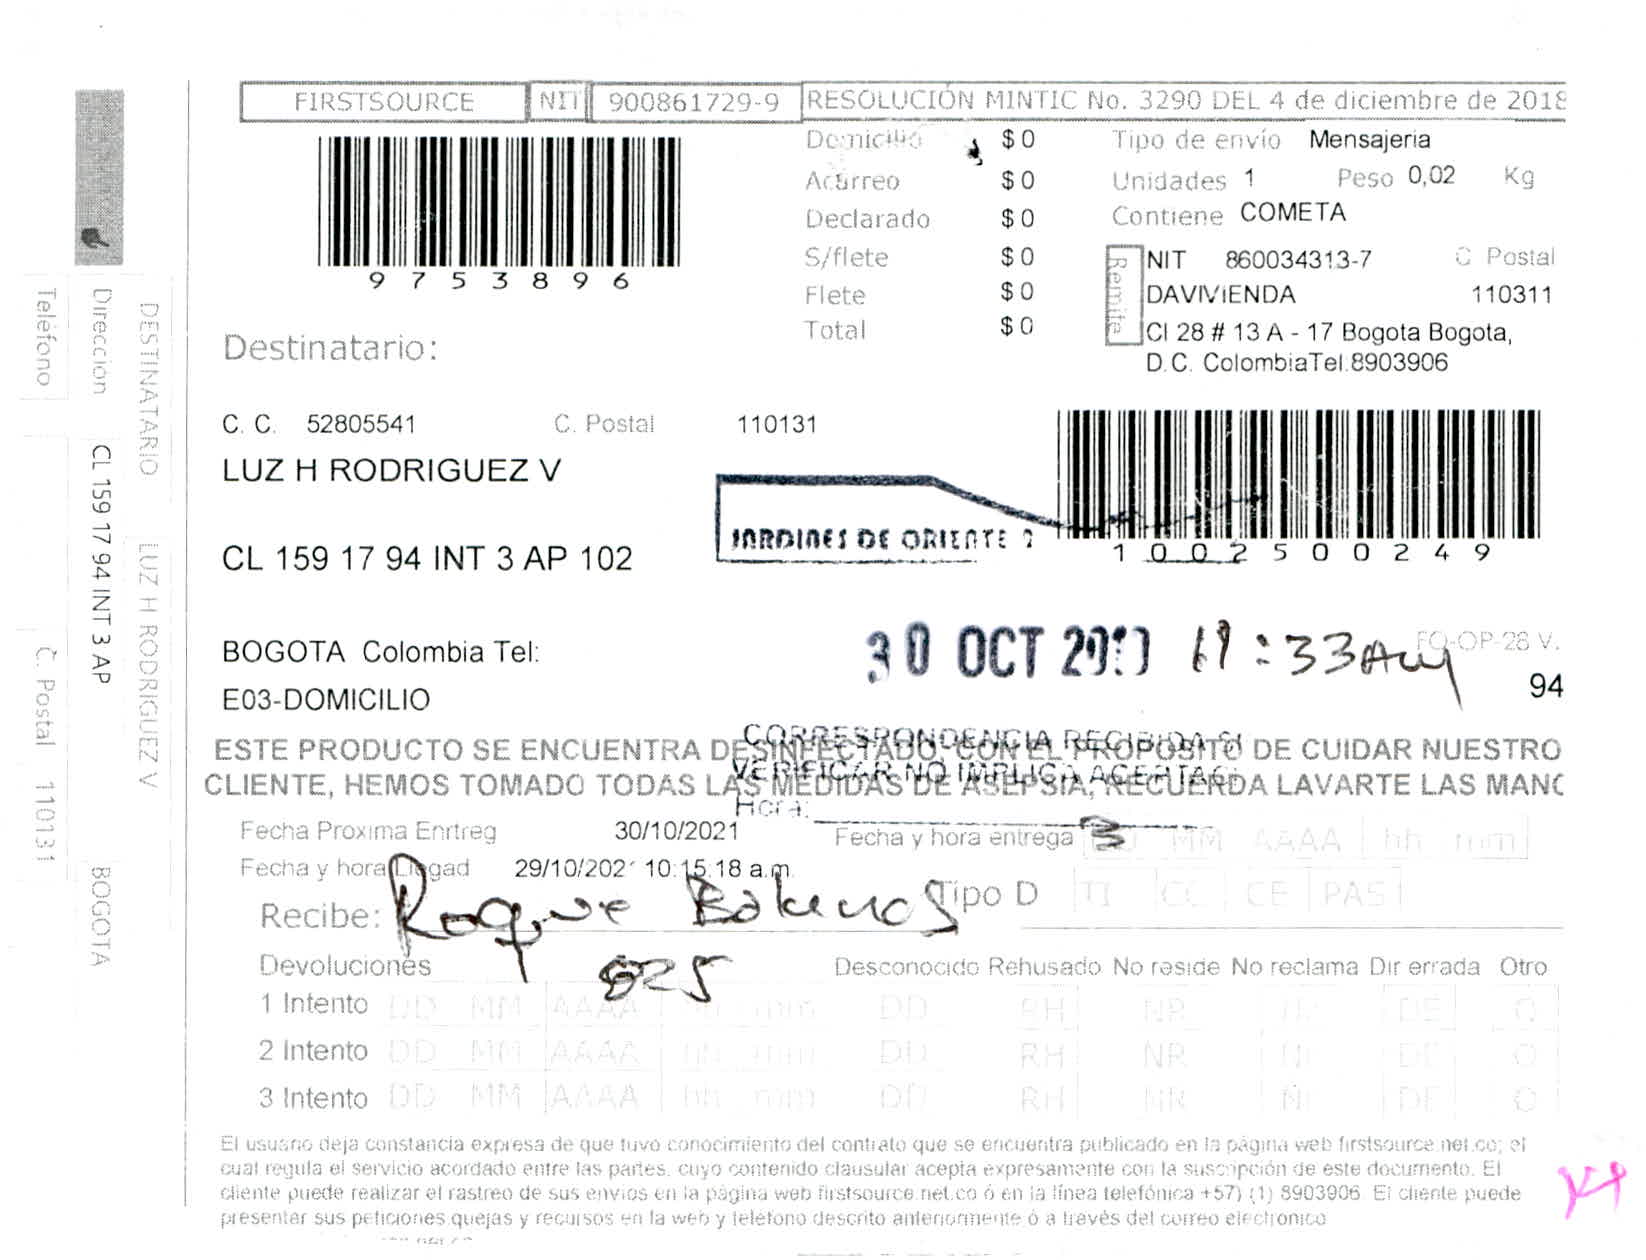 FIRSTSOURCE NIT 900861729-9 RESOLUCIÓN MINTIC No. 3290 DEL 4 de diciembre de 2018
Domicilio $ 0
Acarreo $ 0
Declarado $ 0
S/flete $ 0
Flete $ 0
Total $ 0
Tipo de envío Mensajeria
Unidades 1 Peso 0,02 Kg
Contiene COMETA
Remite
NIT 860034313-7 C Postal
DAVIVIENDA 110311
Cl 28 # 13 A - 17 Bogota Bogota,
D.C. ColombiaTel:8903906
9753896
Destinatario:
C. C. 52805541 C. Postal 110131
LUZ H RODRIGUEZ V
JARDINES DE ORIENTE 2
1002500249
CL 159 17 94 INT 3 AP 102
BOGOTA Colombia Tel:
30 OCT 11:33 AM
FO-OP-28 V.
94
E03-DOMICILIO
CORRESPONDENCIA RECIBIDA SI
VERIFICAR NO IMPLICA ACEPTAC
Hora:
ESTE PRODUCTO SE ENCUENTRA DESINFECTADO CON EL PROPOSITO DE CUIDAR NUESTRO
CLIENTE, HEMOS TOMADO TODAS LAS MEDIDAS DE ASEPSIA, RECUERDA LAVARTE LAS MANO
Fecha Proxima Enrtreg 30/10/2021 Fecha y hora entrega DD MM AAAA hh mm
Fecha y hora Llegad 29/10/2021 10:15:18 a.m.
Recibe: Roque Tipo D TI CC CE PAS
825
Devoluciones Desconocido Rehusado No reside No reclama Dir errada Otro
1 Intento DD MM AAAA hh mm DD RH NR NI DE O
2 Intento DD MM AAAA hh mm DD RH NR NI DE O
3 Intento DD MM AAAA hh mm DD RH NR NI DE O
El usuario deja constancia expresa de que tuvo conocimiento del contrato que se encuentra publicado en la página web firstsource.net.co; el
cual regula el servicio acordado entre las partes, cuyo contenido clausular acepta expresamente con la suscripción de este documento. El
cliente puede realizar el rastreo de sus envios en la página web firstsource.net.co ó en la línea telefónica +57) (1) 8903906 El cliente puede
presentar sus peticiones quejas y recursos en la web y teléfono descrito anteriormente ó a través del correo electronico
DESTINATARIO LUZ H RODRIGUEZ V
Dirección CL 159 17 94 INT 3 AP BOGOTA
Teléfono C. Postal 110131